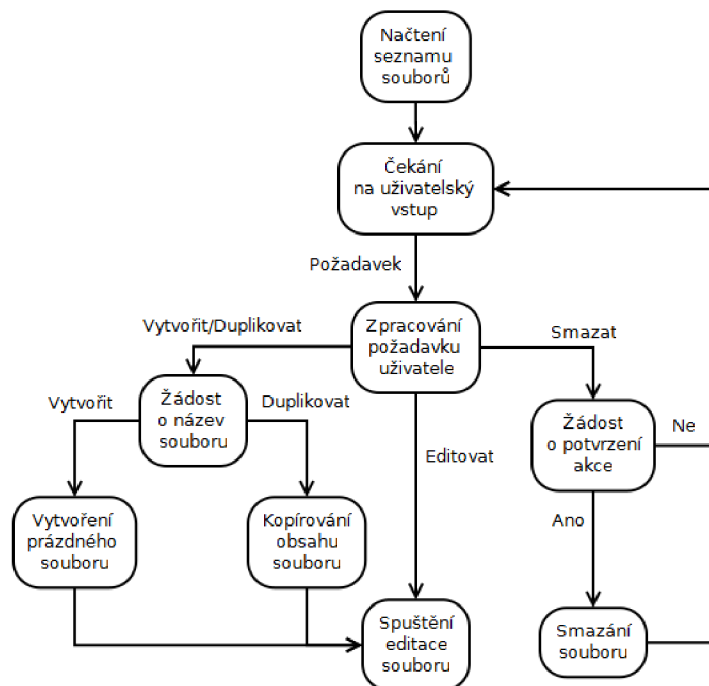 Načtení
seznamu
souborů
Čekání
na uživatelský
vstup
Požadavek
Vytvořit/Duplikovat
Zpracování
požadavku
uživatele
Smazat
Vytvořit
Žádost
o název
souboru
Duplikovat
Editovat
Žádost
o potvrzení
akce
Ne
Vytvoření
prázdného
souboru
Kopírování
obsahu
souboru
Ano
Spuštění
editace
souboru
Smazání
souboru